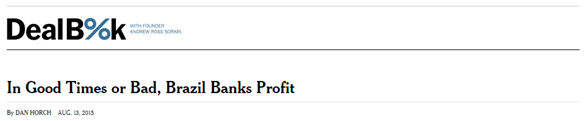 DealB%k WITH FOUNDER
ANDREW ROSS SORKIN
In Good Times or Bad, Brazil Banks Profit
By DAN HORCH AUG. 13, 2015